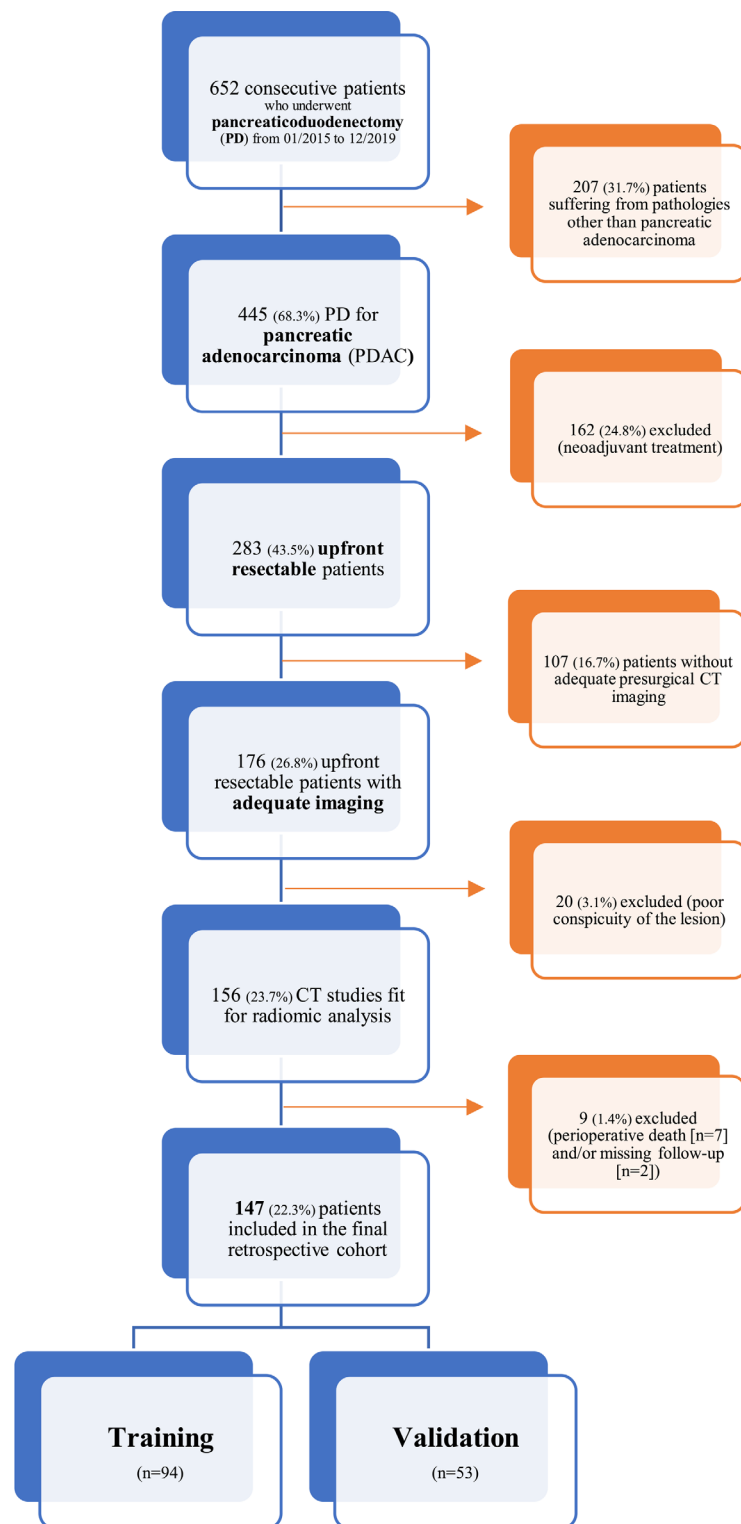 652 consecutive patients
who underwent
pancreaticoduodenectomy
(PD) from 01/2015 to 12/2019
207 (31.7%) patients
suffering from pathologies
other than pancreatic
adenocarcinoma
445 (68.3%) PD for
pancreatic
adenocarcinoma (PDAC)
162 (24.8%) excluded
(neoadjuvant treatment)
283 (43.5%) upfront
resectable patients
107 (16.7%) patients without
adequate presurgical CT
imaging
176 (26.8%) upfront
resectable patients with
adequate imaging
20 (3.1%) excluded (poor
conspicuity of the lesion)
156 (23.7%) CT studies fit
for radiomic analysis
9 (1.4%) excluded
(perioperative death [n=7]
and/or missing follow-up
[n=2])
147 (22.3%) patients
included in the final
retrospective cohort
Training
(n=94)
Validation
(n=53)